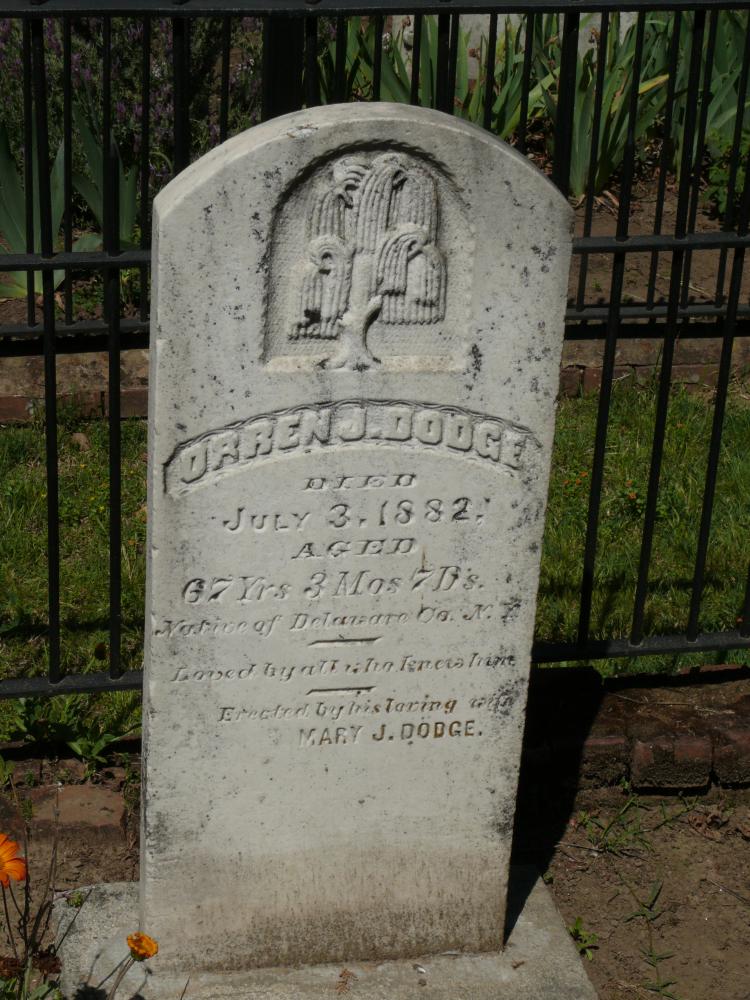 ORREN J. DODGE
DIED
JULY 3, 1882,
AGED
67 Yrs 3 Mos 7 D's.
Native of Delaware Co. N. Y.
Loved by all who knew him
Erected by his loving wife
MARY J. DODGE.